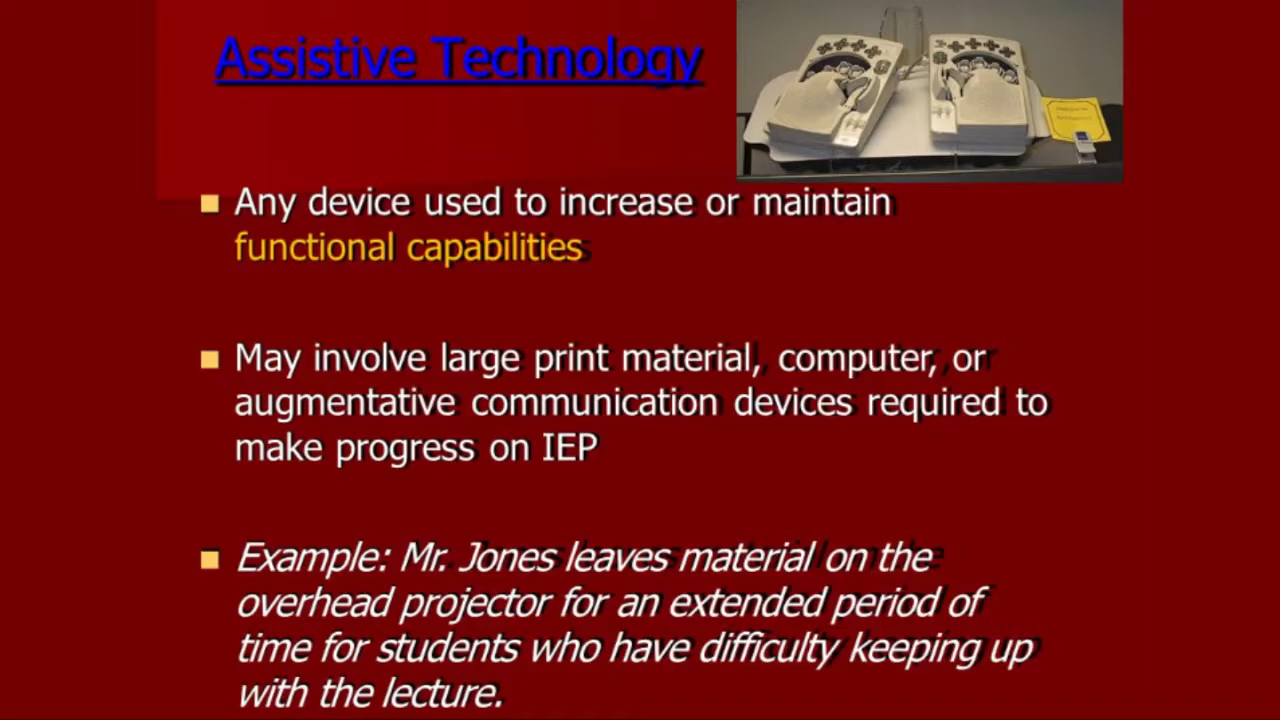 Assistive Technology
Any device used to increase or maintain
functional capabilities
May involve large print material, computer, or
augmentative communication devices required to
make progress on IEP
Example: Mr. Jones leaves material on the
overhead projector for an extended period of
time for students who have difficulty keeping up
with the lecture.